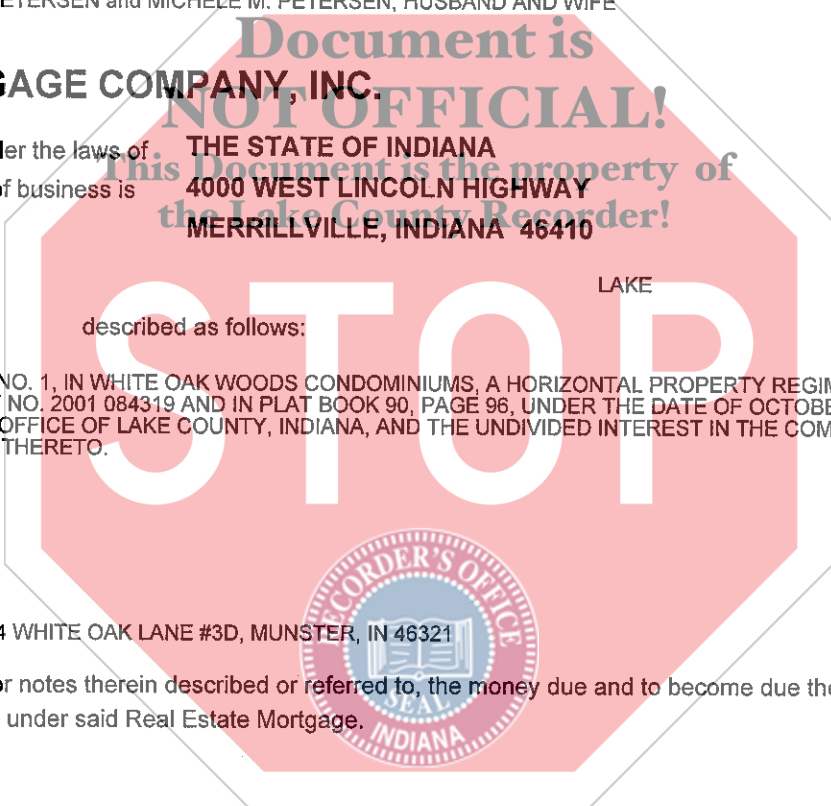 ETERSEN and MICHELE M. PETERSEN, HUSBAND AND WIFE
Document is
GAGE COMPANY, INC.
NOT OFFICIAL!
er the laws of THE STATE OF INDIANA
This Document is the property of
of business is 4000 WEST LINCOLN HIGHWAY
the Lake County Recorder!
MERRILLVILLE, INDIANA 46410
LAKE
described as follows:
STOP
NO. 1, IN WHITE OAK WOODS CONDOMINIUMS, A HORIZONTAL PROPERTY REGIM
NO. 2001 084319 AND IN PLAT BOOK 90, PAGE 96, UNDER THE DATE OF OCTOBE
OFFICE OF LAKE COUNTY, INDIANA, AND THE UNDIVIDED INTEREST IN THE COM
THERETO.
RECORDER'S OFFICE
4 WHITE OAK LANE #3D, MUNSTER, IN 46321
or notes therein described or referred to, the money due and to become due the
SEAL
under said Real Estate Mortgage.
INDIANA